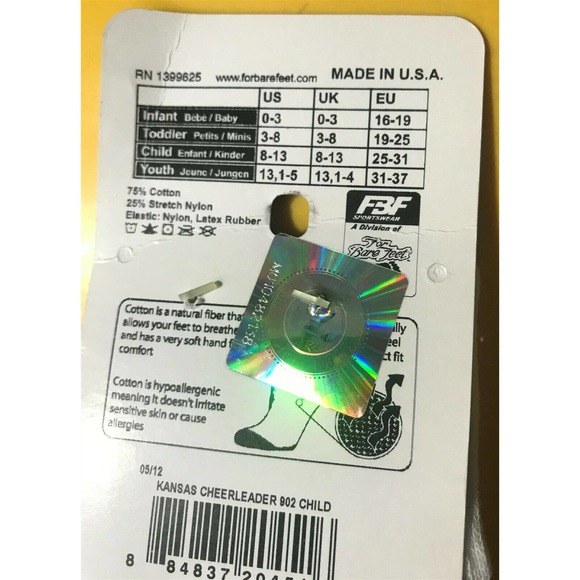 RN 1399625 www.forbarefeet.com MADE IN U.S.A.
US UK EU
Infant Bebé / Baby 0-3 0-3 16-19
Toddler Petits / Minis 3-8 3-8 19-25
Child Enfant / Kinder 8-13 8-13 25-31
Youth Jeune / Jungen 13,1-5 13,1-4 31-37
75% Cotton
25% Stretch Nylon
Elastic: Nylon, Latex Rubber
FBF
SPORTSWEAR
A Division of
For
Bare Feet
Cotton is a natural fiber that
allows your feet to breathe
and has a very soft hand
comfort
Cotton is hypoallergenic
meaning it doesn't irritate
sensitive skin or cause
allergies
feel
fit
05/12
KANSAS CHEERLEADER 902 CHILD
8 84837